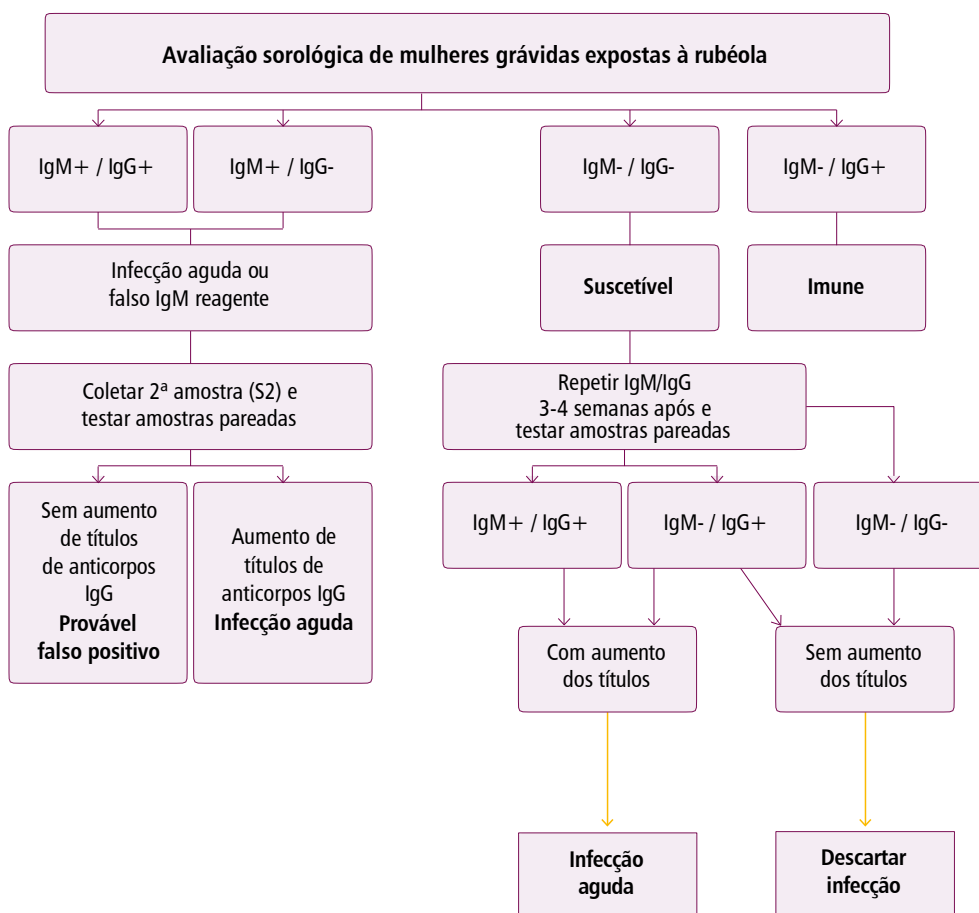 Avaliação sorológica de mulheres grávidas expostas à rubéola
IgM+ / IgG+
IgM+ / IgG-
IgM- / IgG-
IgM- / IgG+
Infecção aguda ou
falso IgM reagente
Suscetível
Imune
Coletar 2ª amostra (S2) e
testar amostras pareadas
Repetir IgM/IgG
3-4 semanas após e
testar amostras pareadas
Sem aumento
de títulos
de anticorpos
IgG
Provável
falso positivo
Aumento de
títulos de
anticorpos IgG
Infecção aguda
IgM+ / IgG+
IgM- / IgG+
IgM- / IgG-
Com aumento
dos títulos
Sem aumento
dos títulos
Infecção
aguda
Descartar
infecção